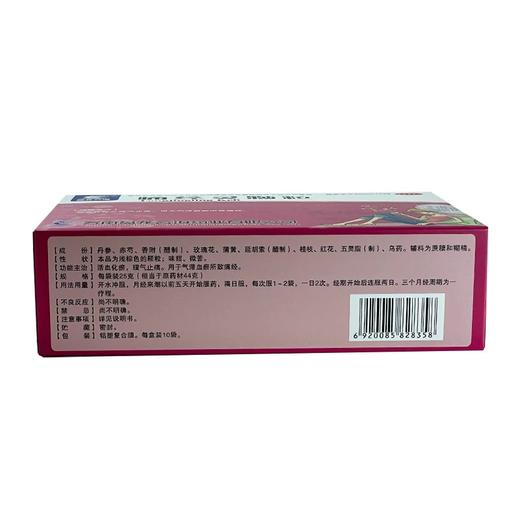 [成　　份] 丹参、赤芍、香附(醋制)、玫瑰花、蒲黄、延胡索(醋制)、桂枝、红花、五灵脂(制)、乌药。辅料为蔗糖和糊精。
[性　　状] 本品为浅棕色的颗粒;味甜、微苦。
[功能主治] 活血化瘀,理气止痛。用于气滞血瘀所致痛经。
[规　　格] 每袋装25克(相当于原药材44克)
[用法用量] 开水冲服,月经来潮以前五天开始服药,隔日服,每次服1~2袋,一日2次。经期开始后连服两日。三个月经周期为一
疗程。
[不良反应] 尚不明确。
[禁　　忌] 尚不明确。
[注意事项] 详见说明书。
[贮　　藏] 密封。
[包　　装] 铝塑复合膜。每盒装10袋。
6 920085 828358